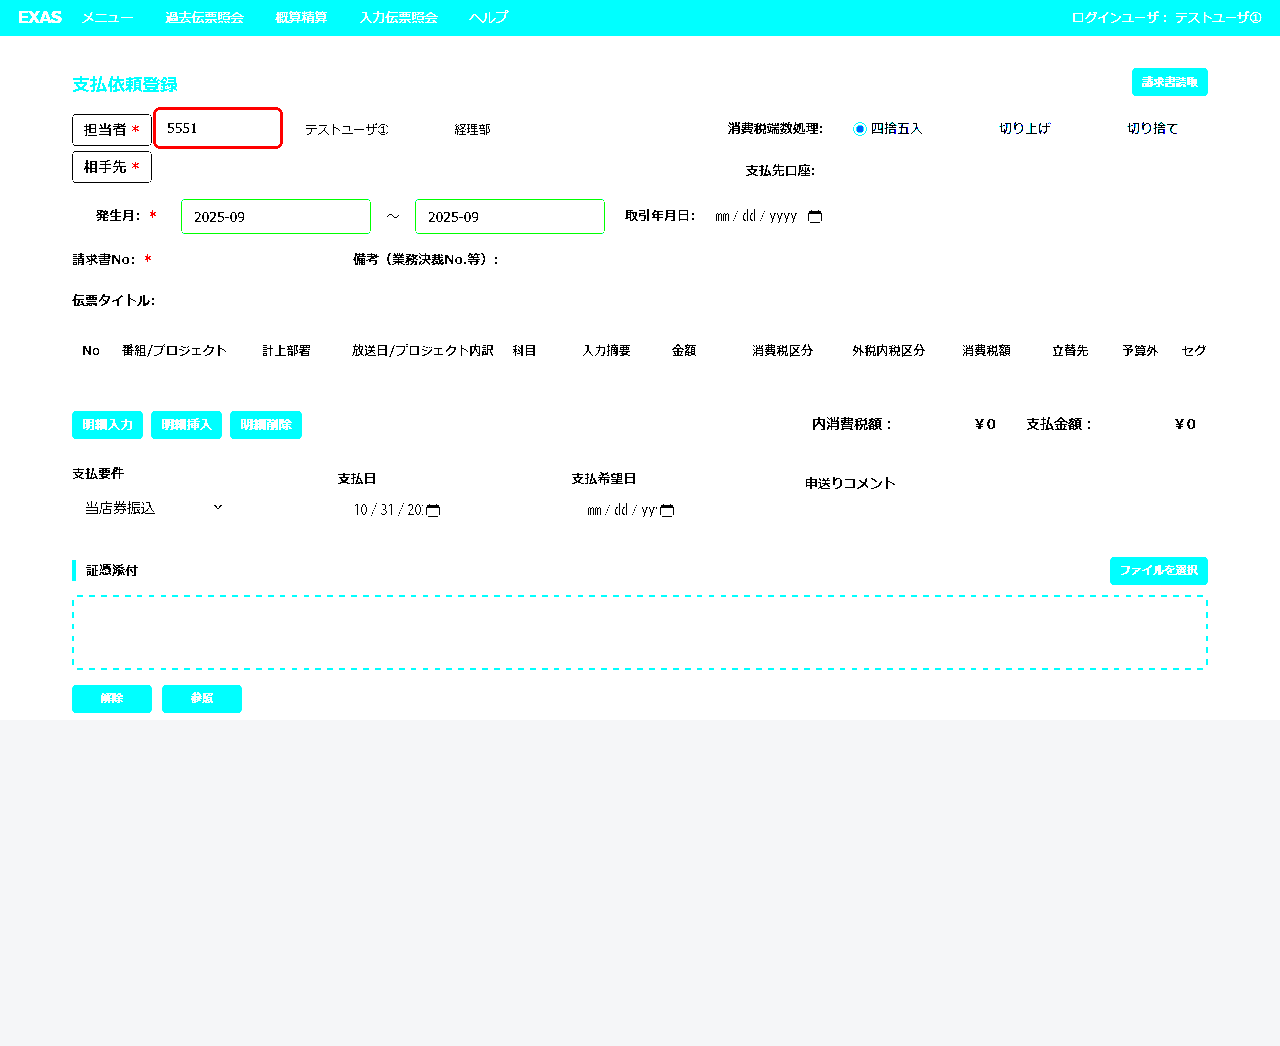 EXAS メニュー 過去伝票照会 概算積算 入力伝票照会 ヘルプ ログインユーザ： テストユーザ①
支払依頼登録 請求書読取
担当者 * 5551 テストユーザ① 経理部 消費税端数処理: 四捨五入 切り上げ 切り捨て
相手先 * 支払先口座:
発生月: * 2025-09 ～ 2025-09 取引年月日: mm/dd/yyyy
請求書No: * 備考（業務決裁No.等）:
伝票タイトル:
No 番組/プロジェクト 計上部署 放送日/プロジェクト内訳 科目 入力摘要 金額 消費税区分 外税内税区分 消費税額 立替先 予算外 セグ
明細入力 明細挿入 明細削除 内消費税額： ¥0 支払金額： ¥0
支払要件 支払日 支払希望日 申送りコメント
当店券振込 10/31/202 mm/dd/yy
証憑添付 ファイルを選択
解除